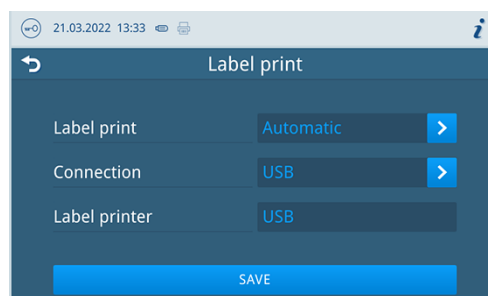 21.03.2022 13:33
i
Label print
Label print Automatic
Connection USB
Label printer USB
SAVE